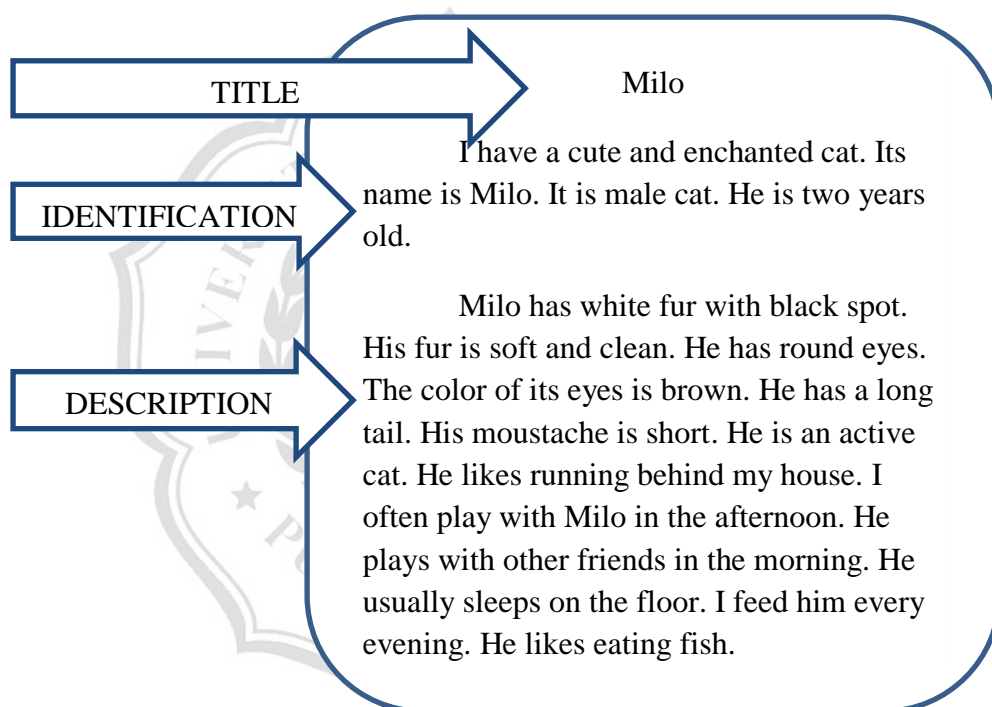 TITLE
Milo
I have a cute and enchanted cat. Its
name is Milo. It is male cat. He is two years
old.
IDENTIFICATION
Milo has white fur with black spot.
His fur is soft and clean. He has round eyes.
The color of its eyes is brown. He has a long
tail. His moustache is short. He is an active
cat. He likes running behind my house. I
often play with Milo in the afternoon. He
plays with other friends in the morning. He
usually sleeps on the floor. I feed him every
evening. He likes eating fish.
DESCRIPTION